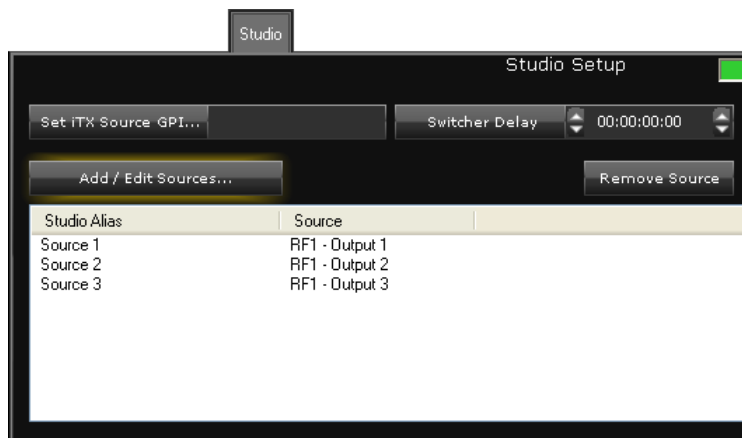 Studio
Studio Setup
Set iTX Source GPI... Switcher Delay 00:00:00:00
Add / Edit Sources... Remove Source
Studio Alias Source
Source 1 RF1 - Output 1
Source 2 RF1 - Output 2
Source 3 RF1 - Output 3